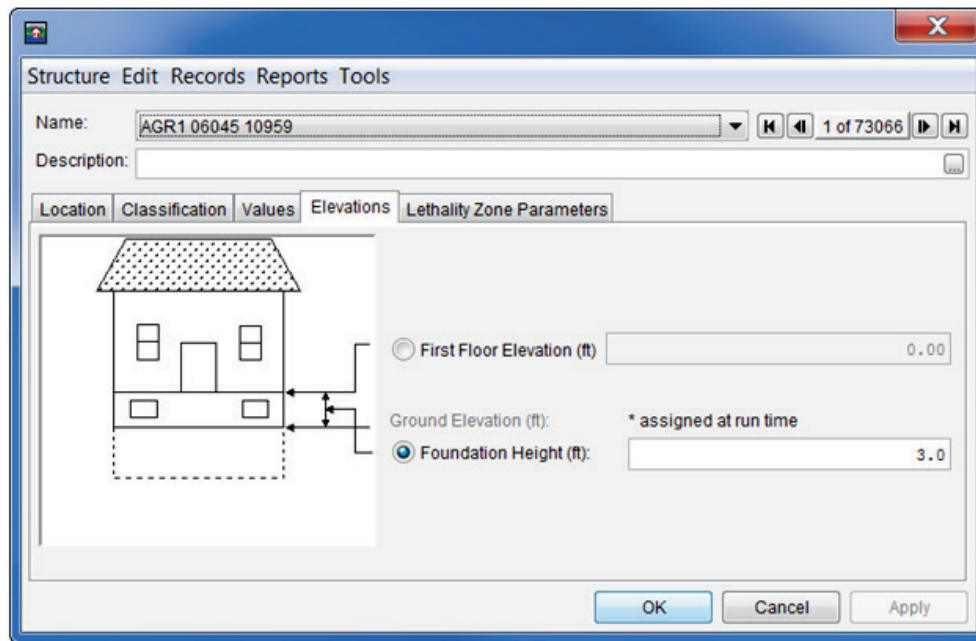 Structure Edit Records Reports Tools
Name: AGR1 06045 10959 1 of 73066
Description: ...
Location Classification Values Elevations Lethality Zone Parameters
First Floor Elevation (ft) 0.00
Ground Elevation (ft): * assigned at run time
Foundation Height (ft): 3.0
OK Cancel Apply